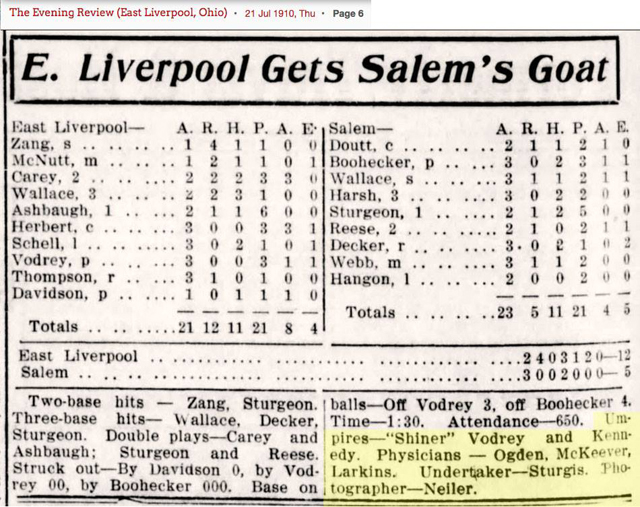 The Evening Review (East Liverpool, Ohio) · 21 Jul 1910, Thu · Page 6
E. Liverpool Gets Salem's Goat
East Liverpool— A. R. H. P. A. E.
Zang, s .. .. .. .. .. 1 4 1 1 0 0
McNutt, m .. .. .. .. 1 2 1 1 0 1
Carey, 2 .. .. .. .. .. 2 2 2 3 3 0
Wallace, 3 .. .. .. .. 2 2 3 1 0 0
Ashbaugh, 1 .. .. .. 2 1 1 6 0 0
Herbert, c .. .. .. .. 3 0 0 3 3 1
Schell, l .. .. .. .. .. 3 0 2 1 0 1
Vodrey, p .. .. .. .. 3 0 0 3 1 1
Thompson, r .. .. .. 3 1 0 1 0 0
Davidson, p .. .. .. 1 0 1 1 1 0
Totals .. .. .. .. 21 12 11 21 8 4
Salem— A. R. H. P. A. E.
Doutt, c .. .. .. .. .. 2 1 1 2 1 0
Boohecker, p .. .. .. 3 0 2 3 1 1
Wallace, s .. .. .. .. 3 1 1 2 1 1
Harsh, 3 .. .. .. .. .. 3 0 2 2 0 0
Sturgeon, 1 .. .. .. .. 2 1 2 5 0 0
Reese, 2 .. .. .. .. .. 2 1 0 2 1 1
Decker, r .. .. .. .. 3 0 2 1 0 2
Webb, m .. .. .. .. .. 3 1 1 2 0 0
Hangon, l .. .. .. .. 2 0 0 2 0 0
Totals .. .. .. .. .. 23 5 11 21 4 5
East Liverpool .. .. .. .. .. .. .. 2 4 0 3 1 2 0—12
Salem .. .. .. .. .. .. .. .. .. .. 3 0 0 2 0 0 0— 5
Two-base hits — Zang, Sturgeon.
Three-base hits— Wallace, Decker,
Sturgeon. Double plays—Carey and
Ashbaugh; Sturgeon and Reese.
Struck out—By Davidson 0, by Vod-
rey 00, by Boohecker 000. Base on
balls—Off Vodrey 3, off Boohecker 4.
Time—1:30. Attendance—650. Um-
pires—"Shiner" Vodrey and Kenn-
edy. Physicians — Ogden, McKeever,
Larkins. Undertaker—Sturgis. Pho-
tographer—Neiler.